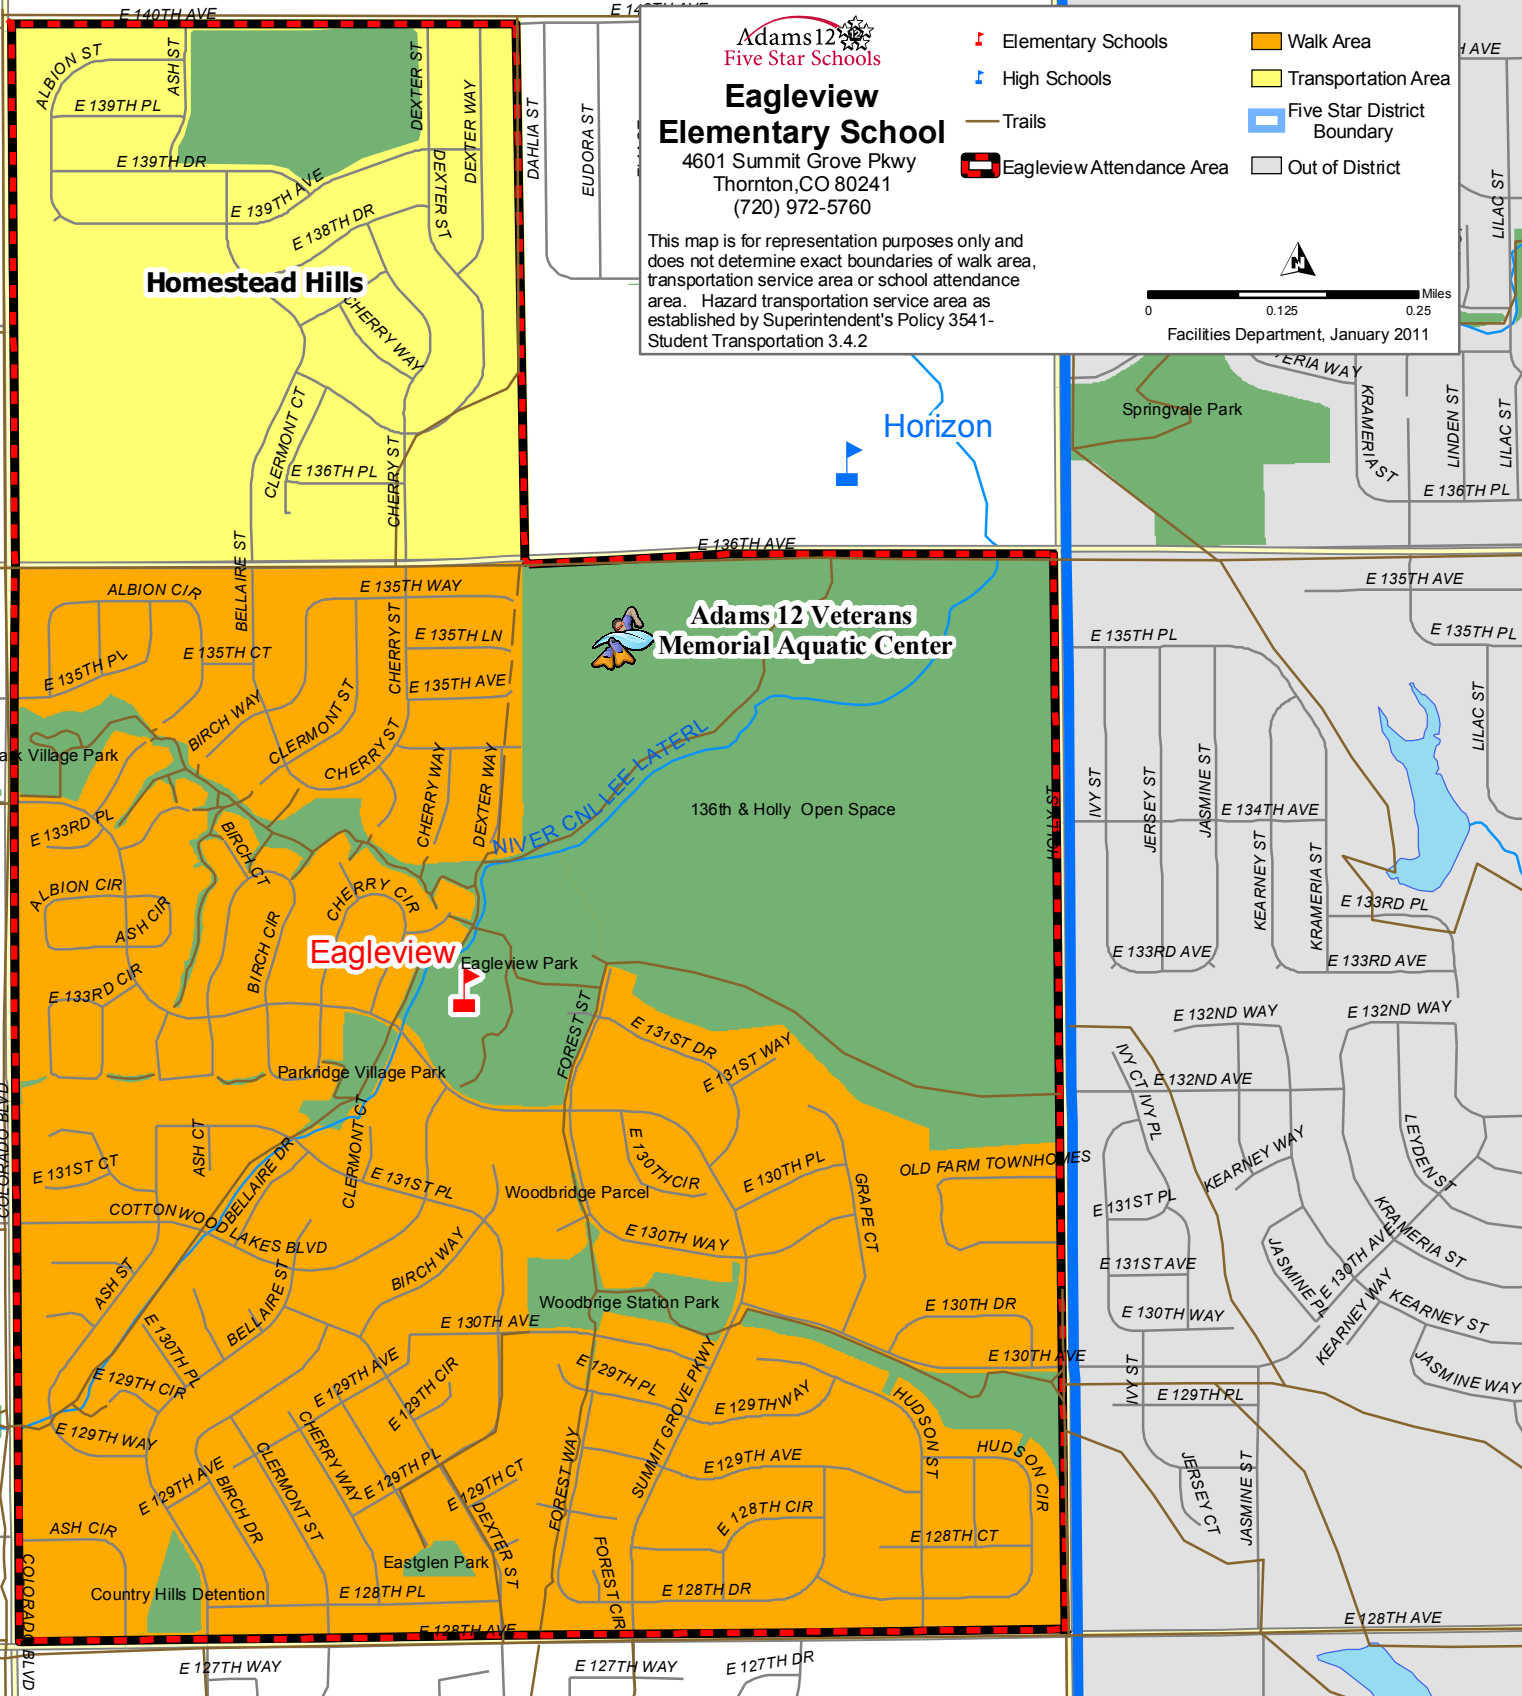 E 140TH AVE
Adams12
Five Star Schools
Eagleview
Elementary School
4601 Summit Grove Pkwy
Thornton,CO 80241
(720) 972-5760
This map is for representation purposes only and
does not determine exact boundaries of walk area,
transportation service area or school attendance
area. Hazard transportation service area as
established by Superintendent's Policy 3541-
Student Transportation 3.4.2
Elementary Schools
High Schools
Trails
Eagleview Attendance Area
Walk Area
Transportation Area
Five Star District
Boundary
Out of District
N
Miles
0
0.125
0.25
Facilities Department, January 2011
ALBION ST
ASH ST
DEXTER ST
DEXTER WAY
DAHLIA ST
EUDORA ST
E 139TH PL
E 139TH DR
E 139TH AVE
E 138TH DR
DEXTER ST
Homestead Hills
CHERRY WAY
CLERMONT CT
E 136TH PL
CHERRY ST
BELLAIRE ST
Horizon
E 136TH AVE
Springvale Park
ERIA WAY
KRAMERIA ST
LINDEN ST
LILAC ST
LILAC ST
E 136TH PL
ALBION CIR
E 135TH WAY
E 135TH LN
E 135TH CT
E 135TH PL
CHERRY ST
E 135TH AVE
BIRCH WAY
CLERMONT ST
CHERRY ST
CHERRY WAY
DEXTER WAY
Adams 12 Veterans
Memorial Aquatic Center
NIVER CNLLEE LATERL
136th & Holly Open Space
HOLLY ST
Village Park
E 133RD PL
BIRCH CT
ALBION CIR
ASH CIR
BIRCH CIR
CHERRY CIR
E 133RD CIR
Eagleview
Eagleview Park
FOREST ST
E 131ST DR
E 131ST WAY
Parkridge Village Park
COLORADO BLVD
ASH CT
E 131ST CT
BELLAIRE DR
CLERMONT CT
E 131ST PL
COTTONWOOD LAKES BLVD
Woodbridge Parcel
E 130TH CIR
E 130TH PL
GRAPE CT
OLD FARM TOWNHOMES
E 130TH WAY
BIRCH WAY
ASH ST
BELLAIRE ST
Woodbrige Station Park
E 130TH AVE
E 130TH DR
E 130TH AVE
E 130TH PL
E 129TH CIR
E 129TH AVE
E 129TH CIR
E 129TH PL
SUMMIT GROVE PKWY
E 129TH WAY
HUDSON ST
HUDSON CIR
E 129TH WAY
E 129TH AVE
CHERRY WAY
CLERMONT ST
BIRCH DR
E 129TH PL
E 129TH CT
DEXTER ST
FOREST WAY
E 129TH AVE
E 128TH CIR
E 128TH CT
ASH CIR
Country Hills Detention
Eastglen Park
E 128TH PL
FOREST CIR
E 128TH DR
E 128TH AVE
COLORADO BLVD
E 127TH WAY
E 127TH WAY
E 127TH DR
E 135TH AVE
E 135TH PL
E 135TH PL
LILAC ST
IVY ST
JERSEY ST
JASMINE ST
E 134TH AVE
KEARNEY ST
KRAMERIA ST
E 133RD PL
E 133RD AVE
E 133RD AVE
E 132ND WAY
E 132ND WAY
IVY CT
IVY PL
E 132ND AVE
KEARNEY WAY
LEYDEN ST
E 131ST PL
E 131ST AVE
JASMINE PL
E 130TH AVE
KRAMERIA ST
KEARNEY WAY
KEARNEY ST
E 130TH WAY
JASMINE WAY
IVY ST
E 129TH PL
JERSEY CT
JASMINE ST
E 128TH AVE